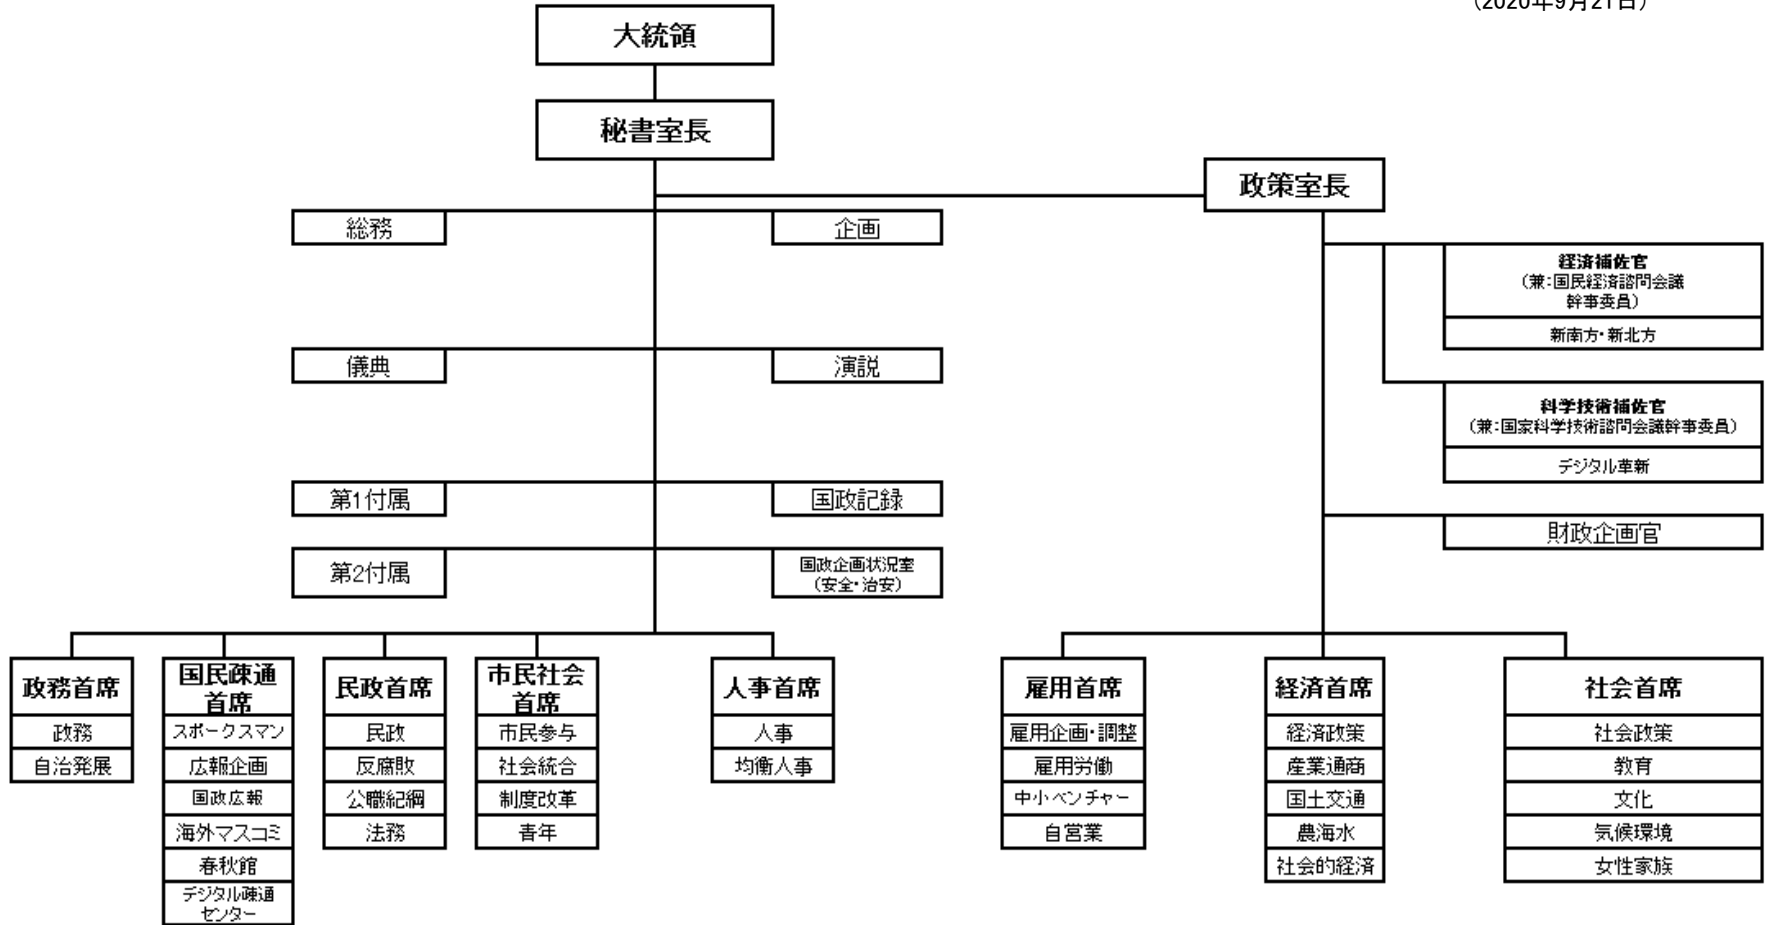 （2020年9月21日）
大統領
秘書室長
政策室長
総務
企画
経済補佐官
（兼:国民経済諮問会議
幹事委員）
新南方・新北方
儀典
演説
科学技術補佐官
（兼:国家科学技術諮問会議幹事委員）
デジタル革新
第1付属
国政記録
財政企画官
第2付属
国政企画状況室
（安全・治安）
政務首席
政務
自治発展
国民疎通
首席
スポークスマン
広報企画
国政広報
海外マスコミ
春秋館
デジタル疎通
センター
民政首席
民政
反腐敗
公職紀綱
法務
市民社会
首席
市民参与
社会統合
制度改革
青年
人事首席
人事
均衡人事
雇用首席
雇用企画・調整
雇用労働
中小ベンチャー
自営業
経済首席
経済政策
産業通商
国土交通
農海水
社会的経済
社会首席
社会政策
教育
文化
気候環境
女性家族